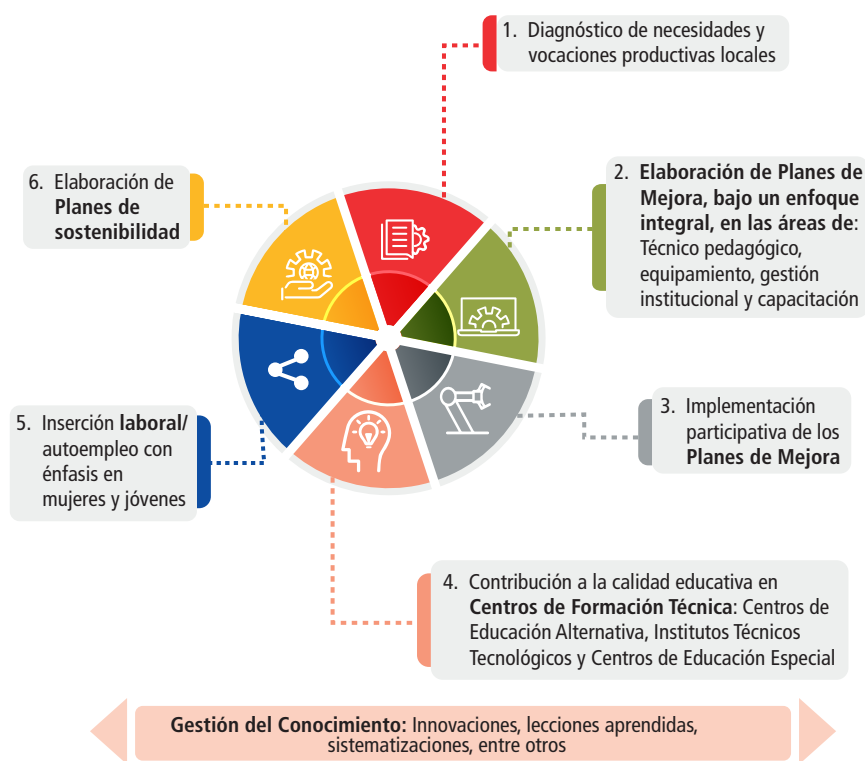 1. Diagnóstico de necesidades y
vocaciones productivas locales
2. Elaboración de Planes de
Mejora, bajo un enfoque
integral, en las áreas de:
Técnico pedagógico,
equipamiento, gestión
institucional y capacitación
3. Implementación
participativa de los
Planes de Mejora
4. Contribución a la calidad educativa en
Centros de Formación Técnica: Centros de
Educación Alternativa, Institutos Técnicos
Tecnológicos y Centros de Educación Especial
5. Inserción laboral/
autoempleo con
énfasis en
mujeres y jóvenes
6. Elaboración de
Planes de
sostenibilidad
Gestión del Conocimiento: Innovaciones, lecciones aprendidas,
sistematizaciones, entre otros